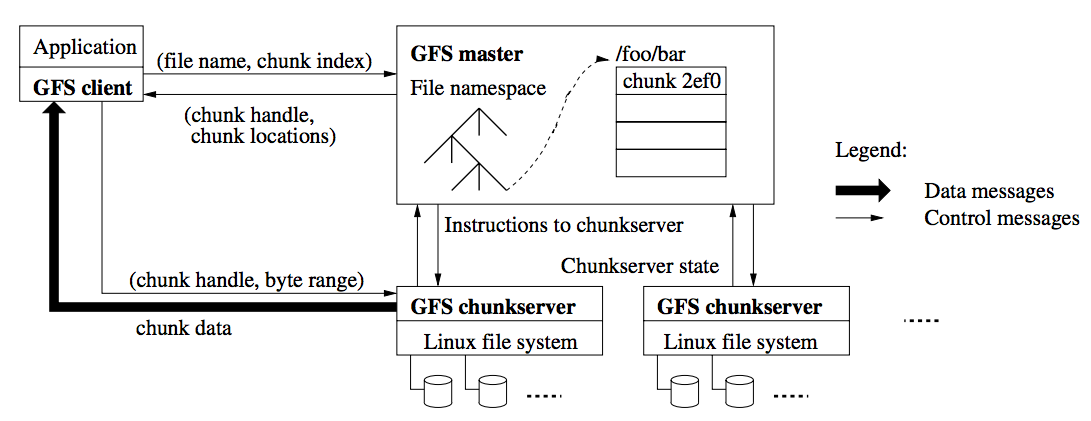 Application
GFS client
(file name, chunk index)
(chunk handle,
chunk locations)
GFS master
File namespace
/foo/bar
chunk 2ef0
Legend:
Data messages
Control messages
Instructions to chunkserver
Chunkserver state
(chunk handle, byte range)
chunk data
GFS chunkserver
Linux file system
GFS chunkserver
Linux file system